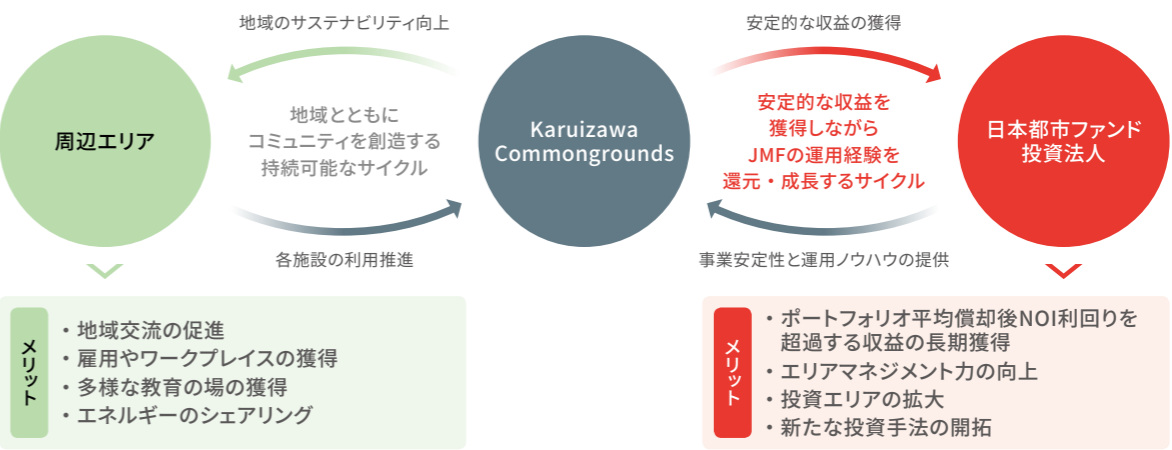 地域のサステナビリティ向上
安定的な収益の獲得
周辺エリア
地域とともに
コミュニティを創造する
持続可能なサイクル
Karuizawa
Commongrounds
安定的な収益を
獲得しながら
JMFの運用経験を
還元・成長するサイクル
日本都市ファンド
投資法人
各施設の利用推進
事業安定性と運用ノウハウの提供
メリット
・地域交流の促進
・雇用やワークプレイスの獲得
・多様な教育の場の獲得
・エネルギーのシェアリング
メリット
・ポートフォリオ平均償却後NOI利回りを
超過する収益の長期獲得
・エリアマネジメント力の向上
・投資エリアの拡大
・新たな投資手法の開拓